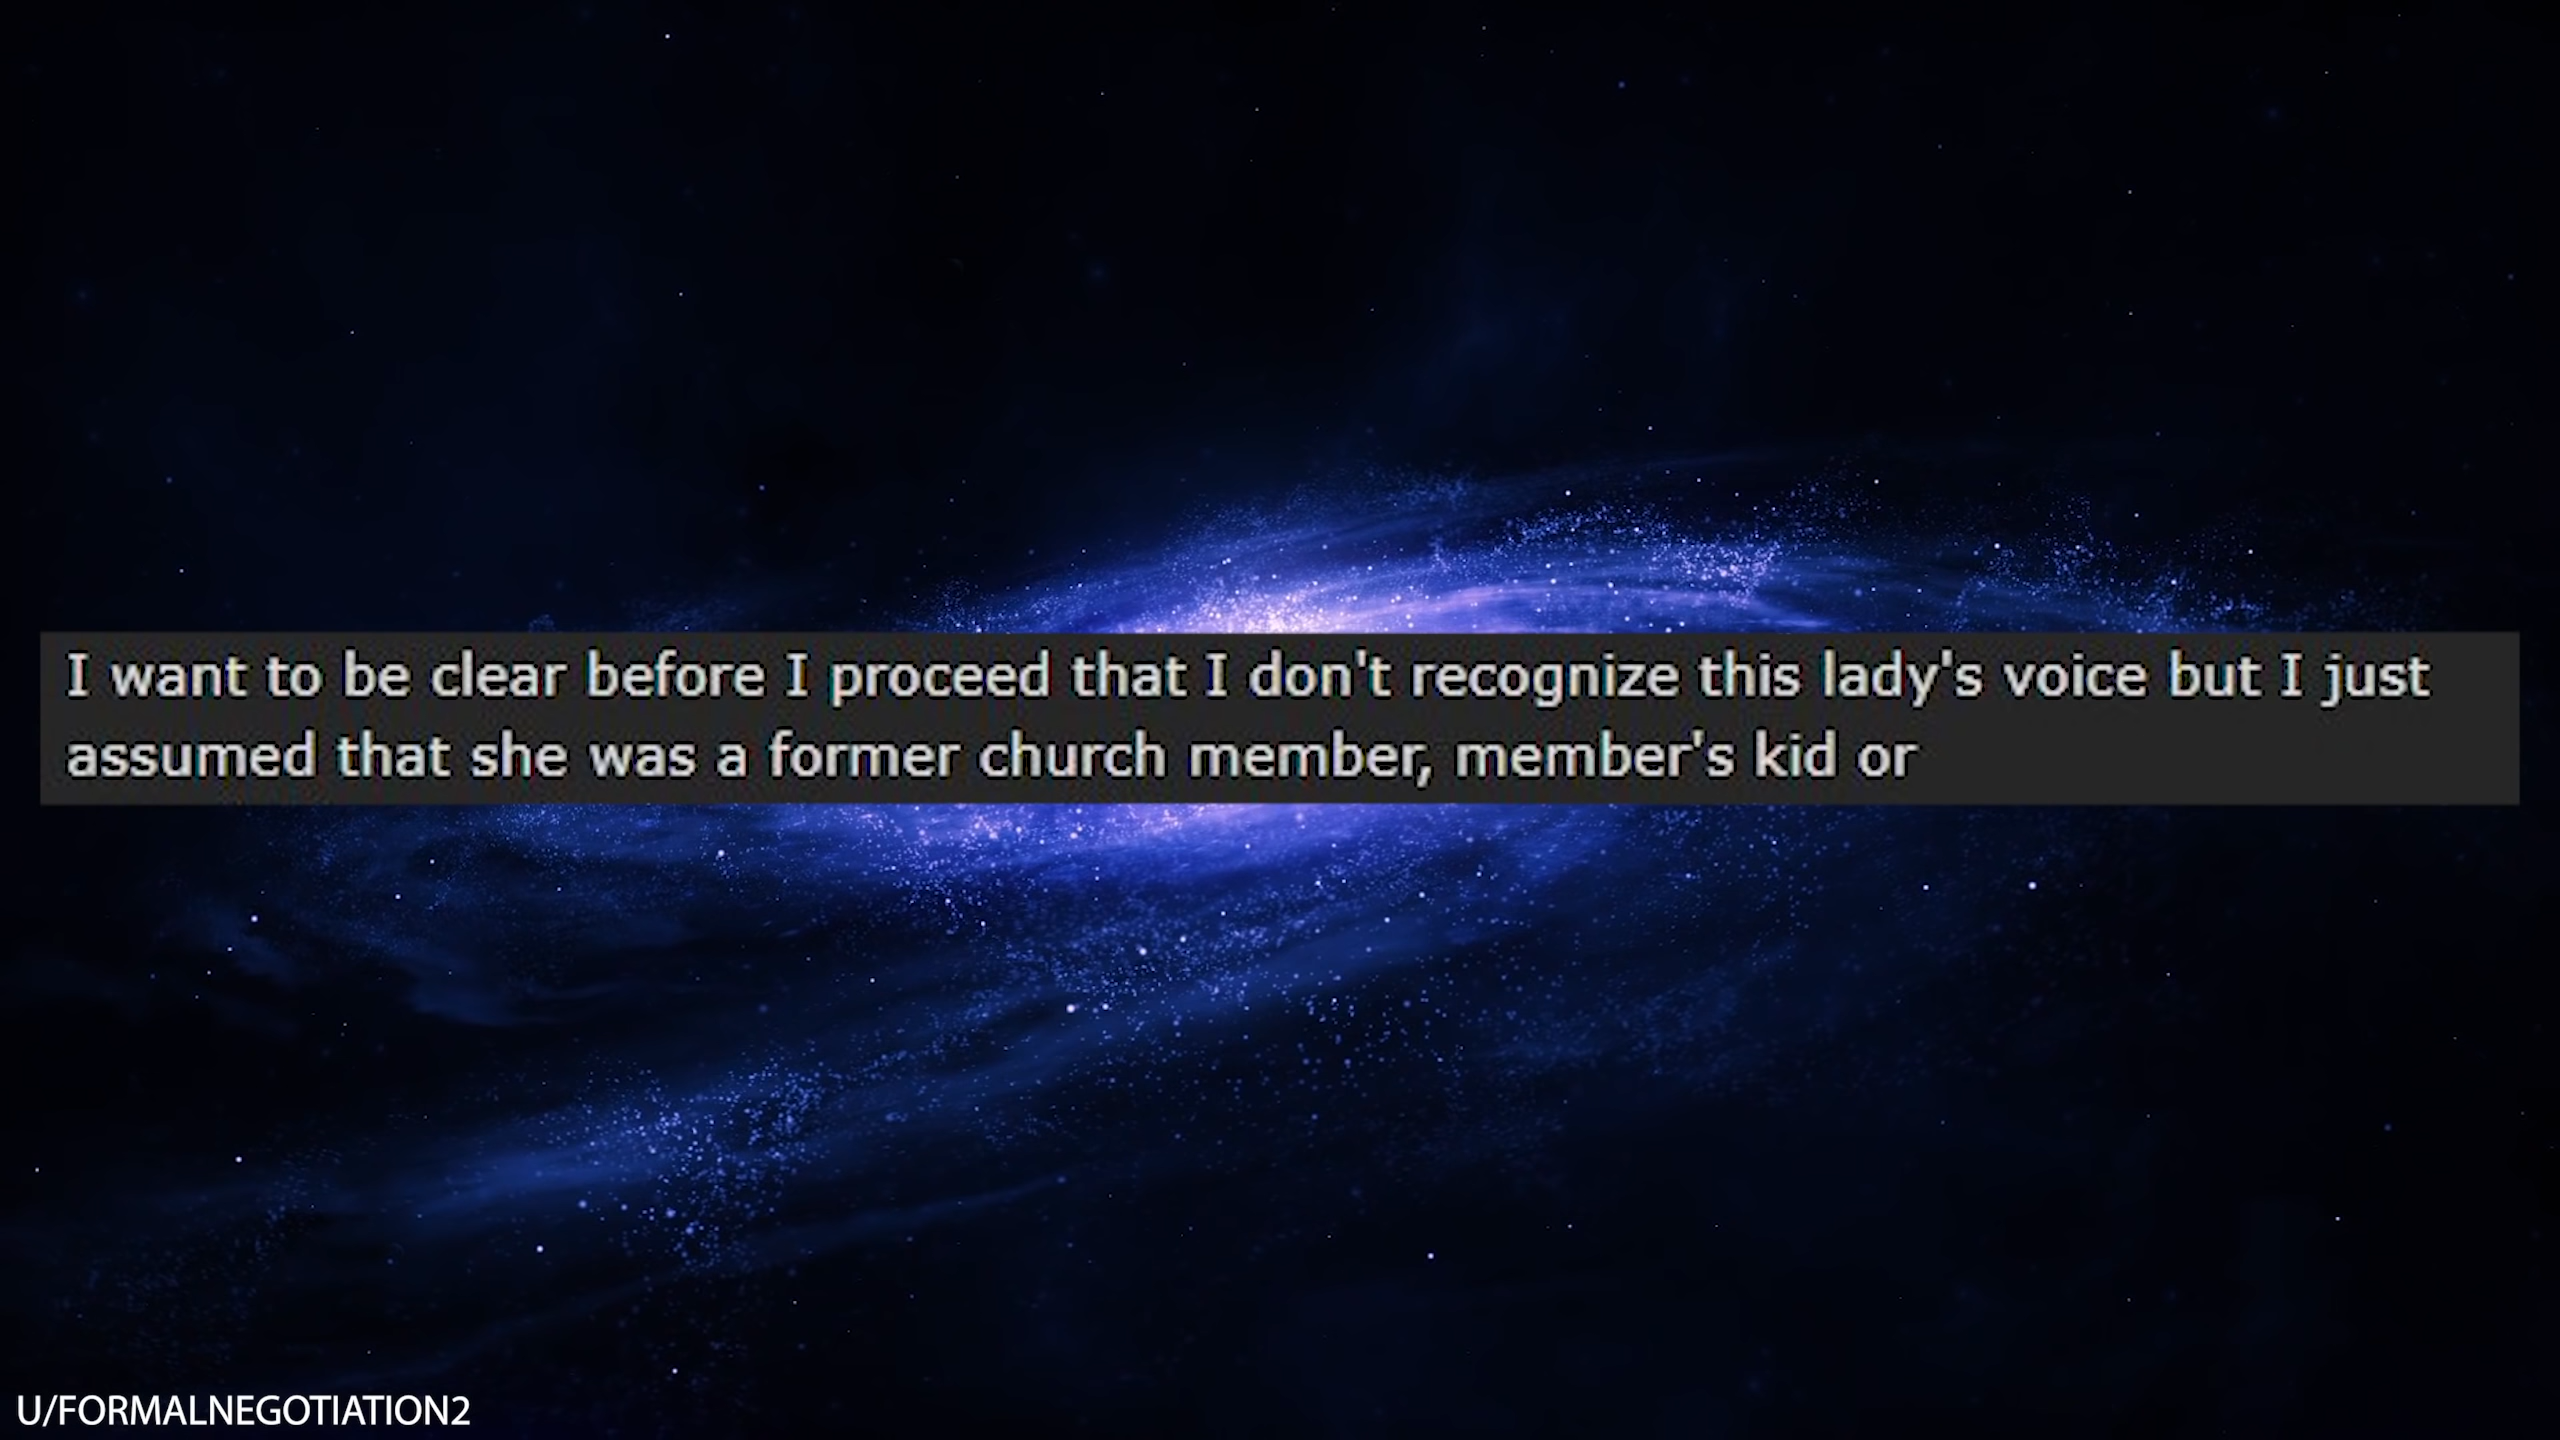 I want to be clear before I proceed that I don't recognize this lady's voice but I just
assumed that she was a former church member, member's kid or
U/FORMALNEGOTIATION2